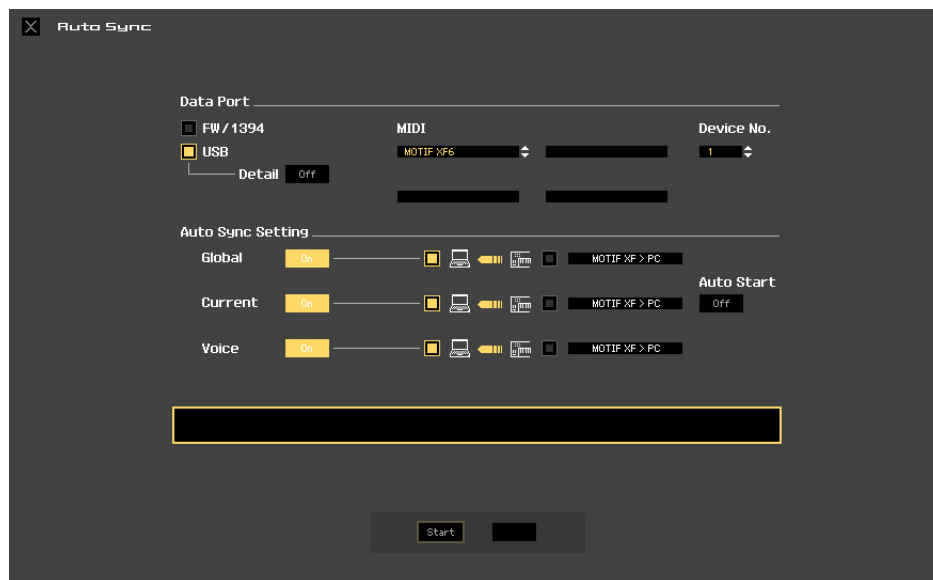 Auto Sync
Data Port
FW/1394 MIDI Device No.
USB MOTIF XF6 1
Detail Off
Auto Sync Setting
Global On MOTIF XF > PC
Auto Start
Current On MOTIF XF > PC Off
Voice On MOTIF XF > PC
Start